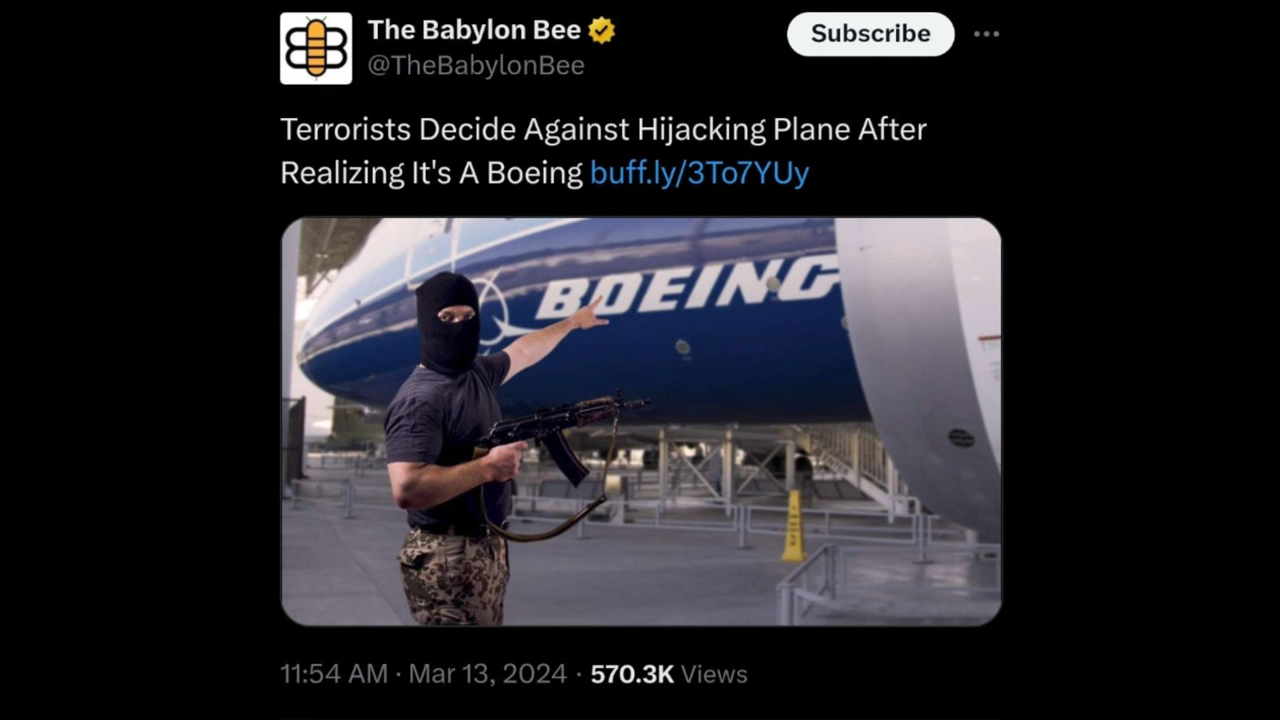 The Babylon Bee
Subscribe
@TheBabylonBee
Terrorists Decide Against Hijacking Plane After
Realizing It's A Boeing buff.ly/3To7YUy
BOEING
11:54 AM · Mar 13, 2024 · 570.3K Views